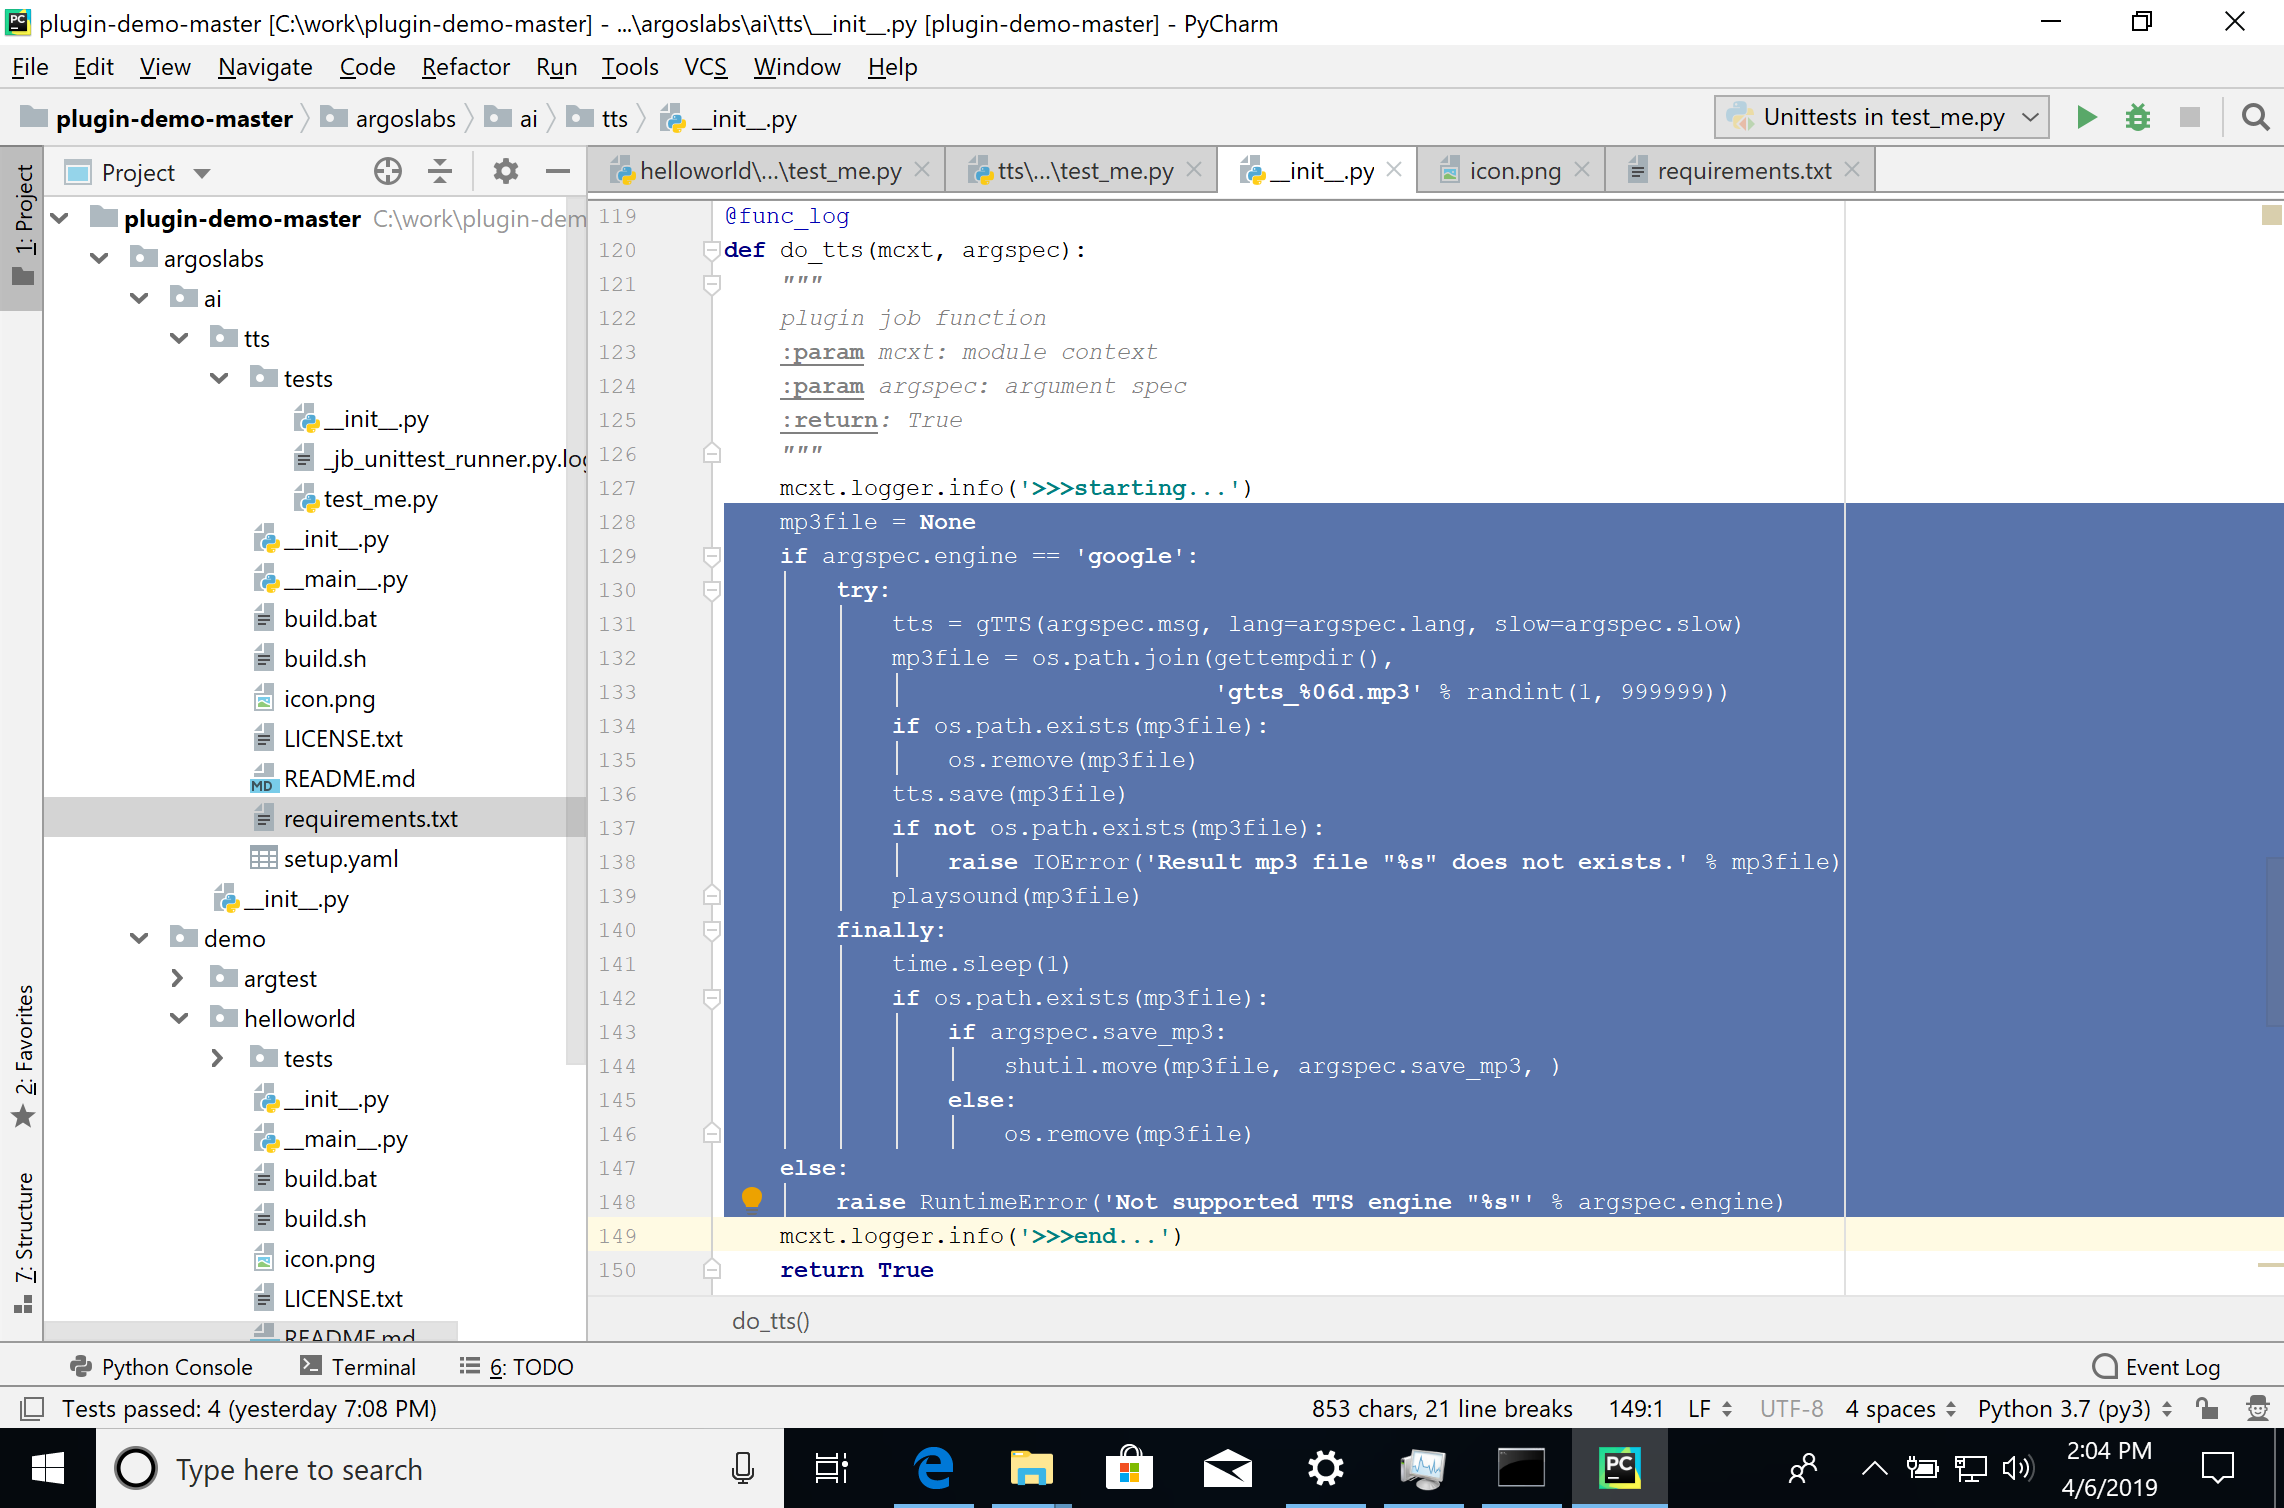 plugin-demo-master [C:\work\plugin-demo-master] - ...\argoslabs\ai\tts\__init__.py [plugin-demo-master] - PyCharm
File Edit View Navigate Code Refactor Run Tools VCS Window Help
plugin-demo-master argoslabs ai tts __init__.py
Unittests in test_me.py
Project
helloworld\...\test_me.py
tts\...\test_me.py
__init__.py
icon.png
requirements.txt
1: Project
2: Favorites
7: Structure
plugin-demo-master C:\work\plugin-dem
argoslabs
ai
tts
tests
__init__.py
_jb_unittest_runner.py.log
test_me.py
__init__.py
__main__.py
build.bat
build.sh
icon.png
LICENSE.txt
MD README.md
requirements.txt
setup.yaml
__init__.py
demo
argtest
helloworld
tests
__init__.py
__main__.py
build.bat
build.sh
icon.png
LICENSE.txt
README.md
119 @func_log
120 def do_tts(mcxt, argspec):
121     """
122     plugin job function
123     :param mcxt: module context
124     :param argspec: argument spec
125     :return: True
126     """
127     mcxt.logger.info('>>>starting...')
128     mp3file = None
129     if argspec.engine == 'google':
130         try:
131             tts = gTTS(argspec.msg, lang=argspec.lang, slow=argspec.slow)
132             mp3file = os.path.join(gettempdir(),
133                                    'gtts_%06d.mp3' % randint(1, 999999))
134             if os.path.exists(mp3file):
135                 os.remove(mp3file)
136             tts.save(mp3file)
137             if not os.path.exists(mp3file):
138                 raise IOError('Result mp3 file "%s" does not exists.' % mp3file)
139             playsound(mp3file)
140         finally:
141             time.sleep(1)
142             if os.path.exists(mp3file):
143                 if argspec.save_mp3:
144                     shutil.move(mp3file, argspec.save_mp3, )
145                 else:
146                     os.remove(mp3file)
147     else:
148         raise RuntimeError('Not supported TTS engine "%s"' % argspec.engine)
149     mcxt.logger.info('>>>end...')
150     return True
do_tts()
Python Console Terminal 6: TODO Event Log
Tests passed: 4 (yesterday 7:08 PM) 853 chars, 21 line breaks 149:1 LF UTF-8 4 spaces Python 3.7 (py3)
Type here to search
PC
2:04 PM
4/6/2019